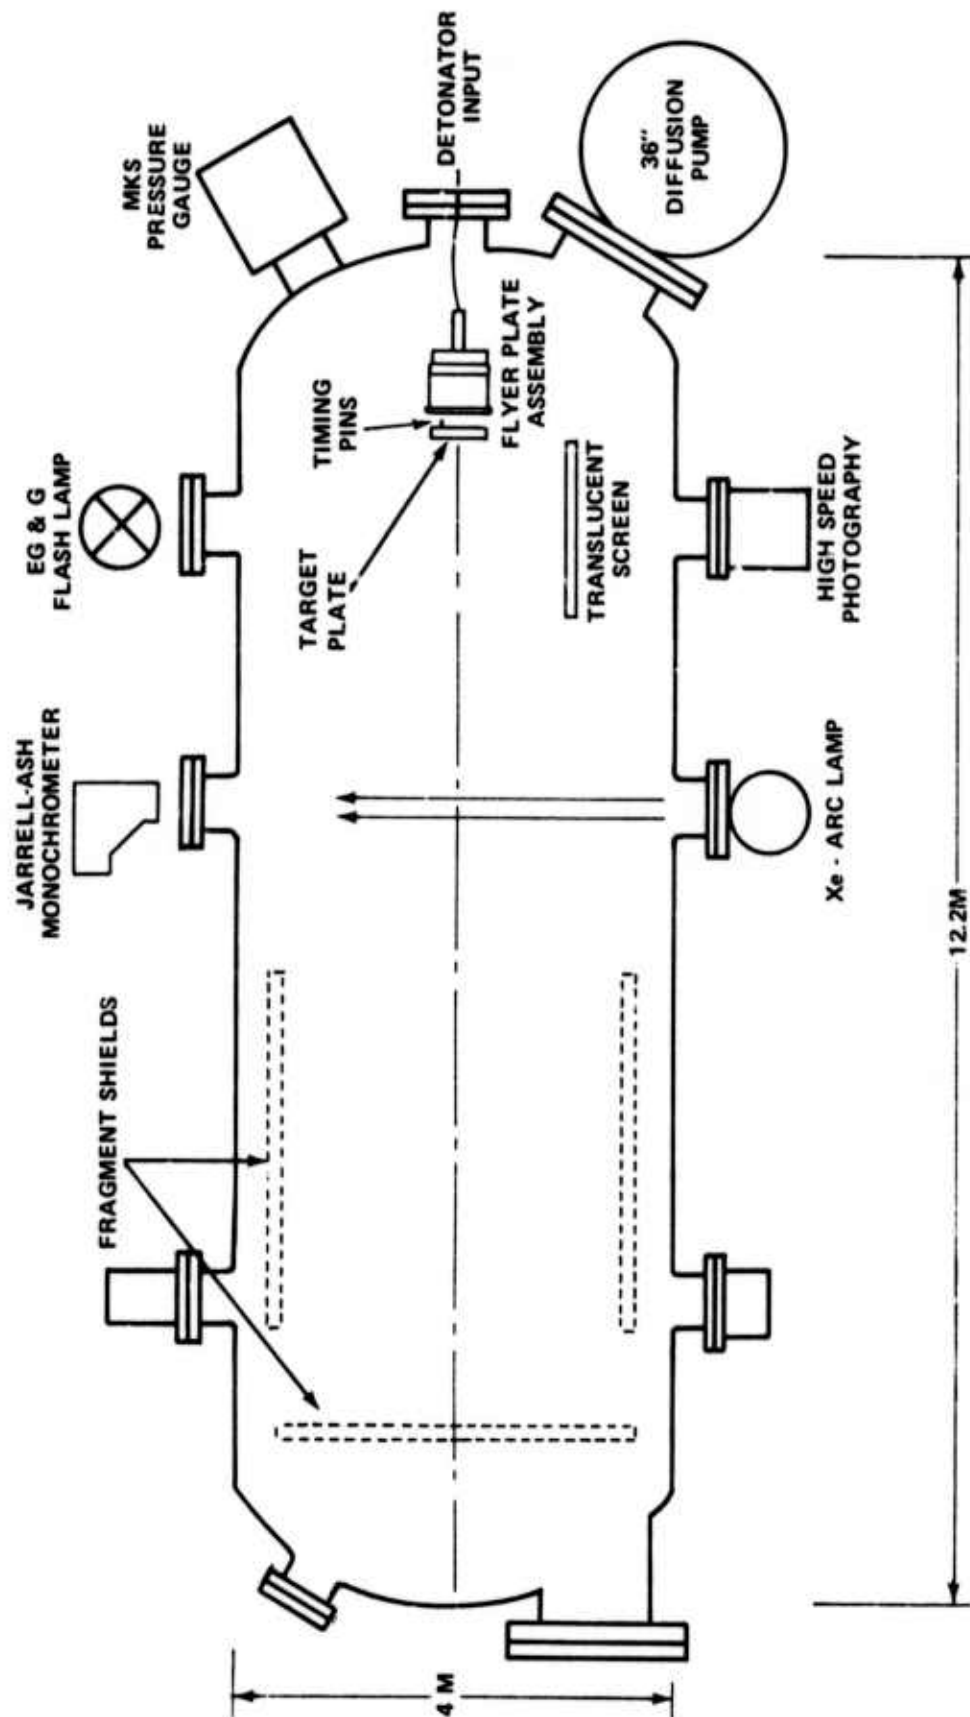 MKS
PRESSURE
GAUGE
DETONATOR
INPUT
36"
DIFFUSION
PUMP
EG & G
FLASH LAMP
TIMING
PINS
FLYER PLATE
ASSEMBLY
TARGET
PLATE
TRANSLUCENT
SCREEN
HIGH SPEED
PHOTOGRAPHY
JARRELL-ASH
MONOCHROMETER
Xe - ARC LAMP
FRAGMENT SHIELDS
12.2M
4 M